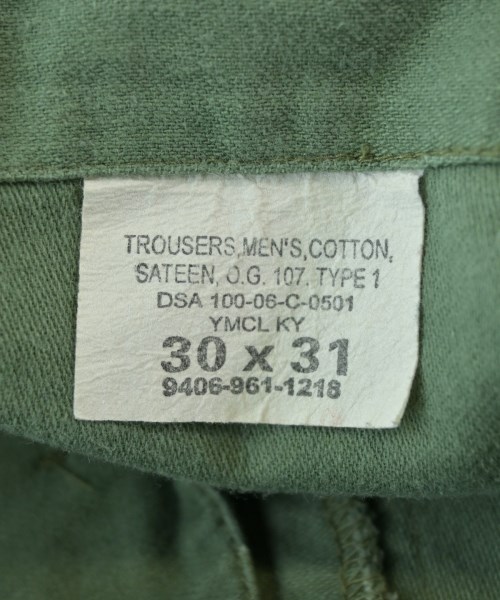 TROUSERS,MEN'S,COTTON,
SATEEN, O.G. 107. TYPE 1
DSA 100-06-C-0501
YMCL KY
30 x 31
9406-961-1218